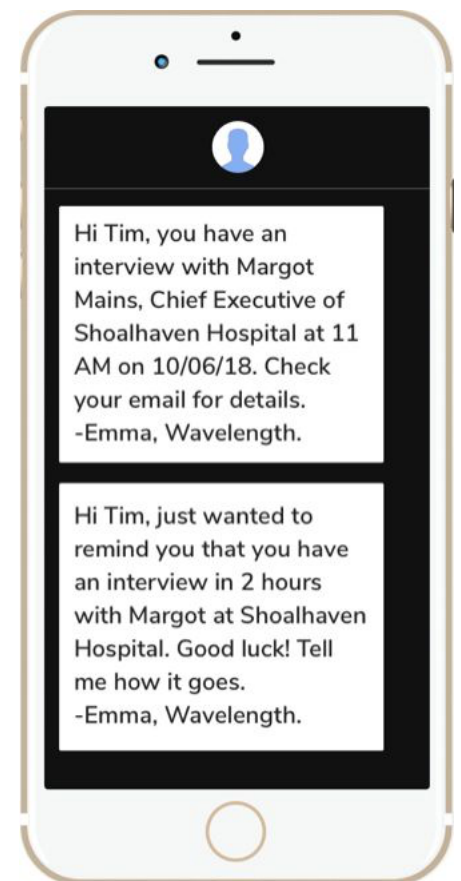 Hi Tim, you have an
interview with Margot
Mains, Chief Executive of
Shoalhaven Hospital at 11
AM on 10/06/18. Check
your email for details.
-Emma, Wavelength.
Hi Tim, just wanted to
remind you that you have
an interview in 2 hours
with Margot at Shoalhaven
Hospital. Good luck! Tell
me how it goes.
-Emma, Wavelength.